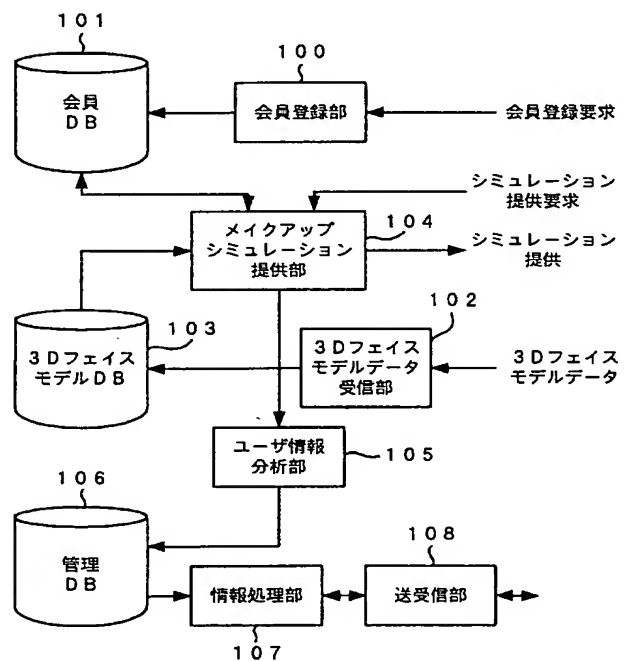 101
会員
DB
100
会員登録部
会員登録要求
シミュレーション
提供要求
メイクアップ
シミュレーション
提供部
104
シミュレーション
提供
103
3Dフェイス
モデルDB
102
3Dフェイス
モデルデータ
受信部
3Dフェイス
モデルデータ
ユーザ情報
分析部
105
106
管理
DB
情報処理部
107
108
送受信部